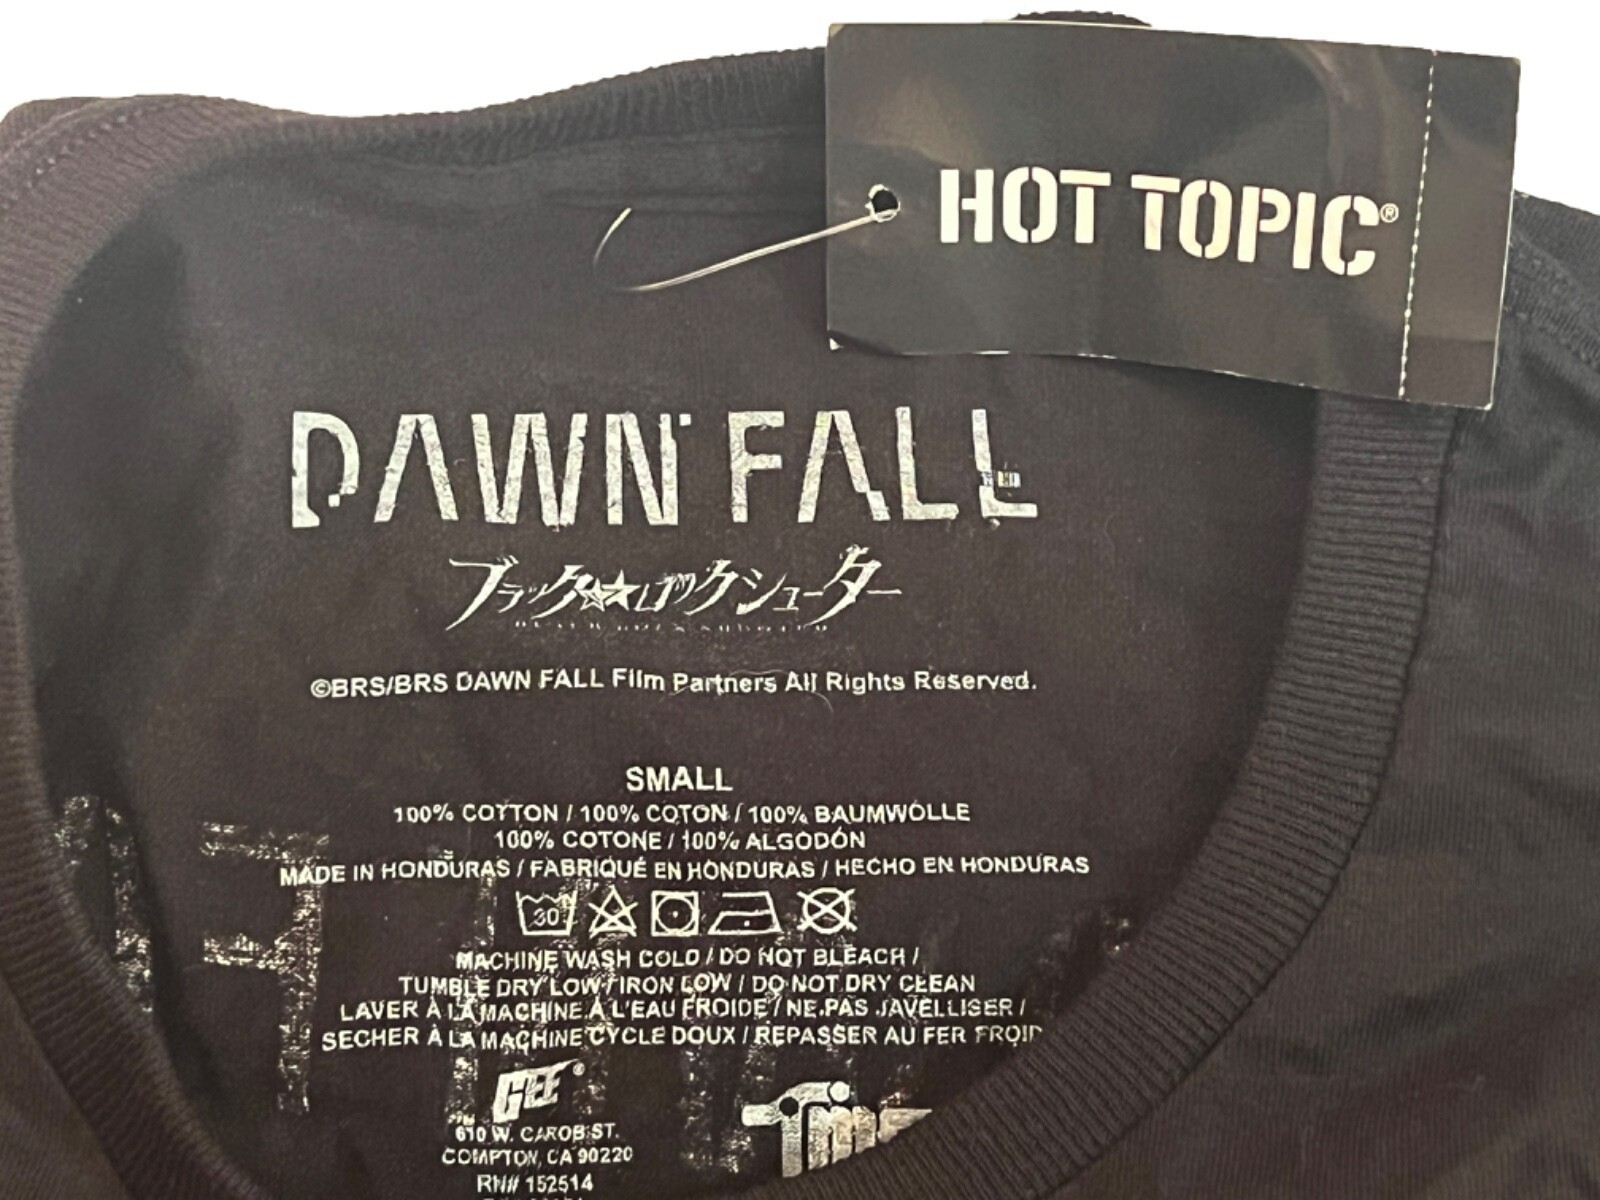 HOT TOPIC®
DAWN FALL
ブラック★★ロックシューター
©BRS/BRS DAWN FALL Film Partners All Rights Reserved.
SMALL
100% COTTON / 100% COTON / 100% BAUMWOLLE
100% COTONE / 100% ALGODÓN
MADE IN HONDURAS / FABRIQUÉ EN HONDURAS / HECHO EN HONDURAS
30
MACHINE WASH COLD / DO NOT BLEACH /
TUMBLE DRY LOW / IRON LOW / DO NOT DRY CLEAN
LAVER À LA MACHINE À L'EAU FROIDE / NE PAS JAVELLISER /
SECHER À LA MACHINE CYCLE DOUX / REPASSER AU FER FROID
GEE®
610 W. CAROB ST.
COMPTON, CA 90220
RN# 152514